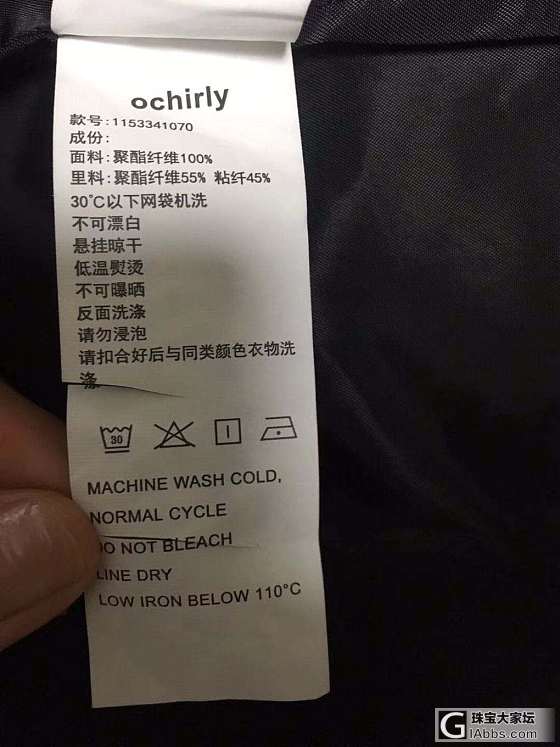 ochirly
款号:1153341070
成份:
面料:聚酯纤维100%
里料:聚酯纤维55% 粘纤45%
30°C以下网袋机洗
不可漂白
悬挂晾干
低温熨烫
不可曝晒
反面洗涤
请勿浸泡
请扣合好后与同类颜色衣物洗
涤
30
MACHINE WASH COLD,
NORMAL CYCLE
DO NOT BLEACH
LINE DRY
LOW IRON BELOW 110°C
G 珠宝大家坛
GIAbbs.com